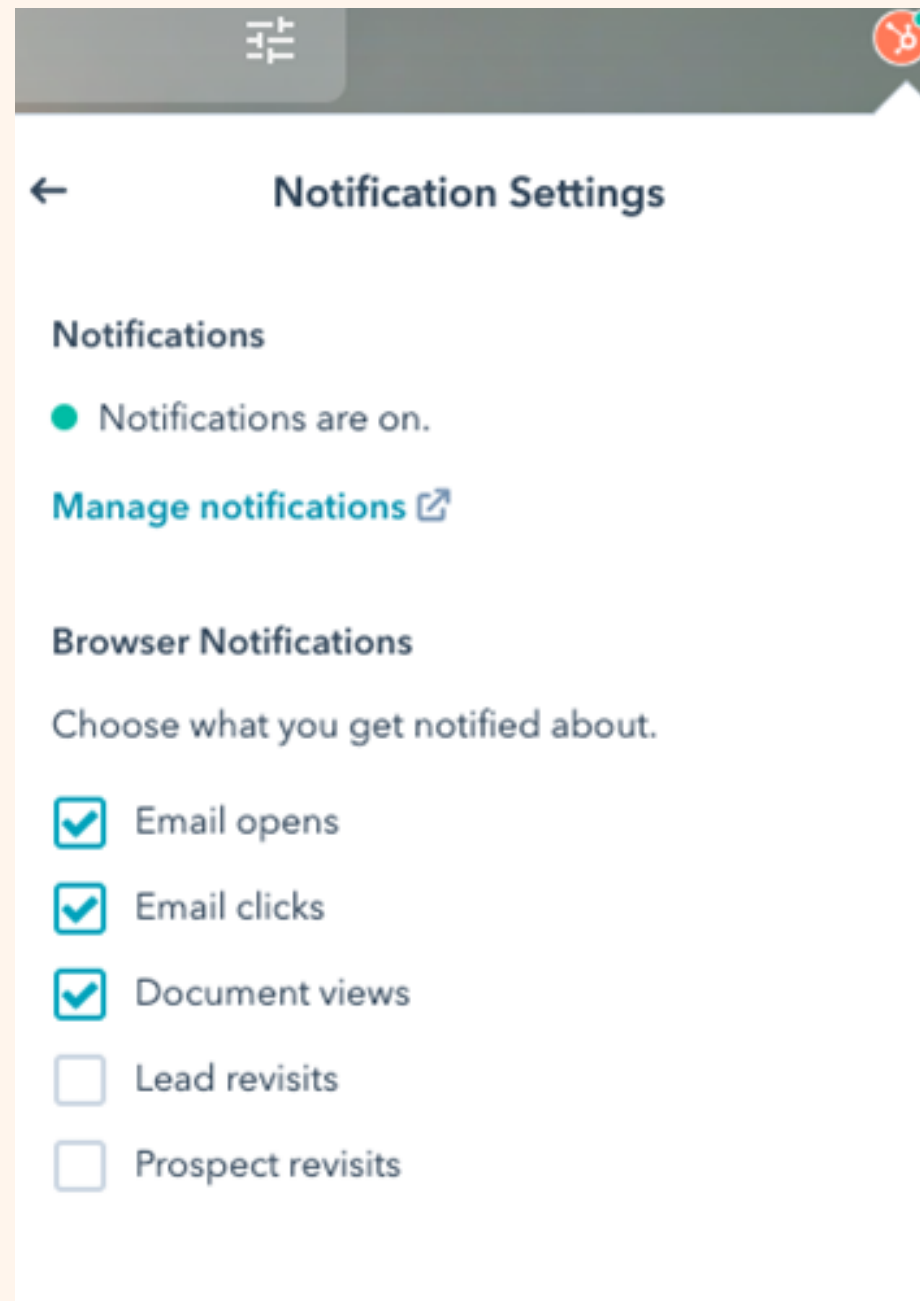 Notification Settings
Notifications
Notifications are on.
Manage notifications
Browser Notifications
Choose what you get notified about.
Email opens
Email clicks
Document views
Lead revisits
Prospect revisits